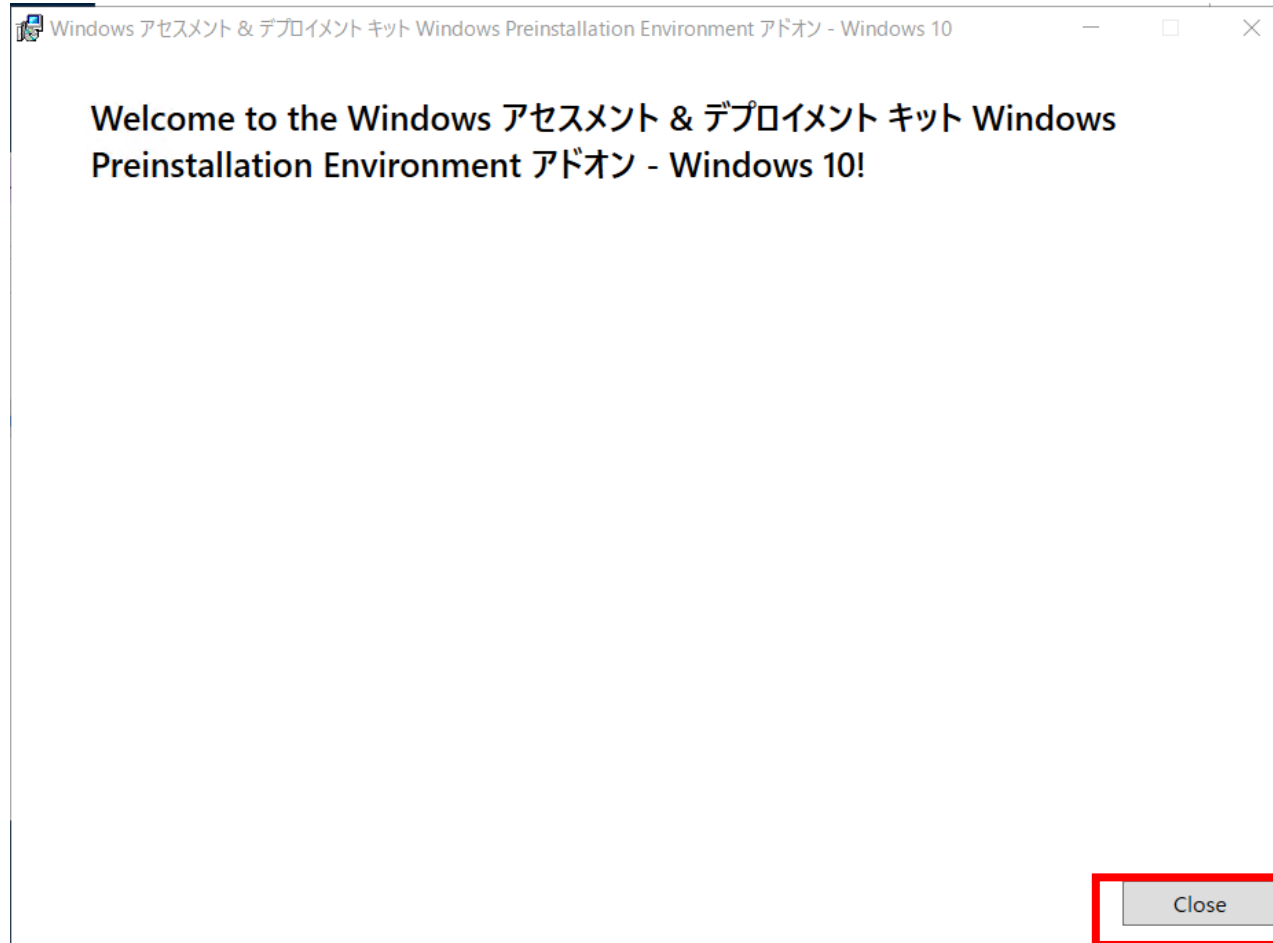 Windows アセスメント & デプロイメント キット Windows Preinstallation Environment アドオン - Windows 10
Welcome to the Windows アセスメント & デプロイメント キット Windows
Preinstallation Environment アドオン - Windows 10!
Close